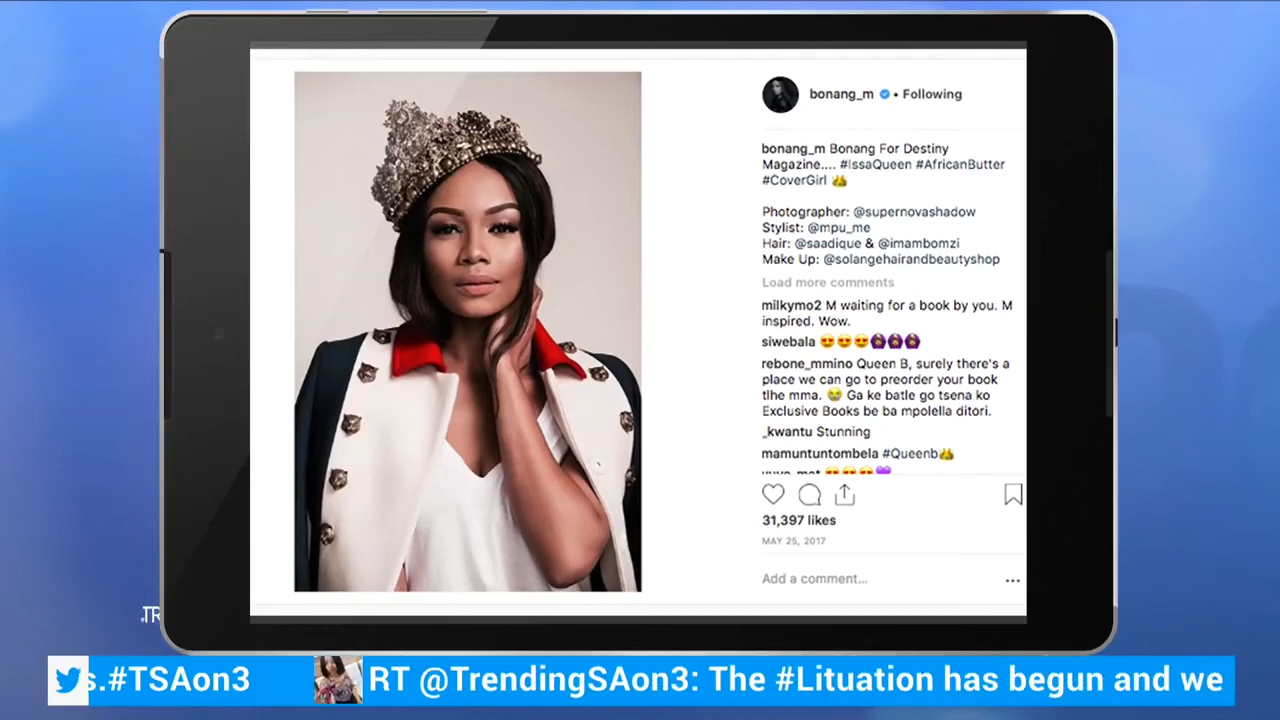 bonang_m • Following
bonang_m Bonang For Destiny
Magazine.... #IssaQueen #AfricanButter
#CoverGirl
Photographer: @supernovashadow
Stylist: @mpu_me
Hair: @saadique & @imambomzi
Make Up: @solangehairandbeautyshop
Load more comments
milkymo2 M waiting for a book by you. M
inspired. Wow.
siwebala
rebone_mmino Queen B, surely there's a
place we can go to preorder your book
tlhe mma. Ga ke batle go tsena ko
Exclusive Books be ba mpolella ditori.
_kwantu Stunning
mamuntuntombela #Queenb
31,397 likes
MAY 25, 2017
Add a comment...
.TR
s.#TSAon3 RT @TrendingSAon3: The #Lituation has begun and we